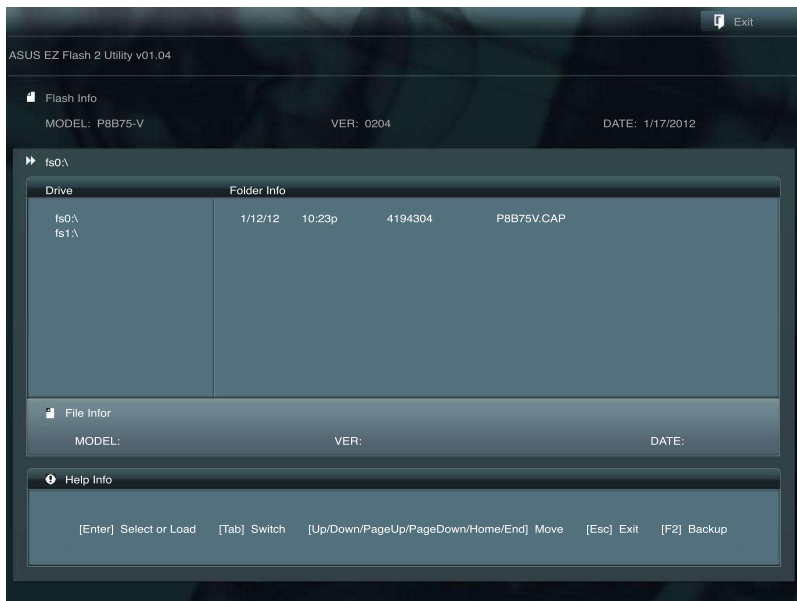 Exit
ASUS EZ Flash 2 Utility v01.04
Flash Info
MODEL: P8B75-V VER: 0204 DATE: 1/17/2012
fs0:\
Drive Folder Info
fs0:\ 1/12/12 10:23p 4194304 P8B75V.CAP
fs1:\
File Infor
MODEL: VER: DATE:
Help Info
[Enter] Select or Load [Tab] Switch [Up/Down/PageUp/PageDown/Home/End] Move [Esc] Exit [F2] Backup